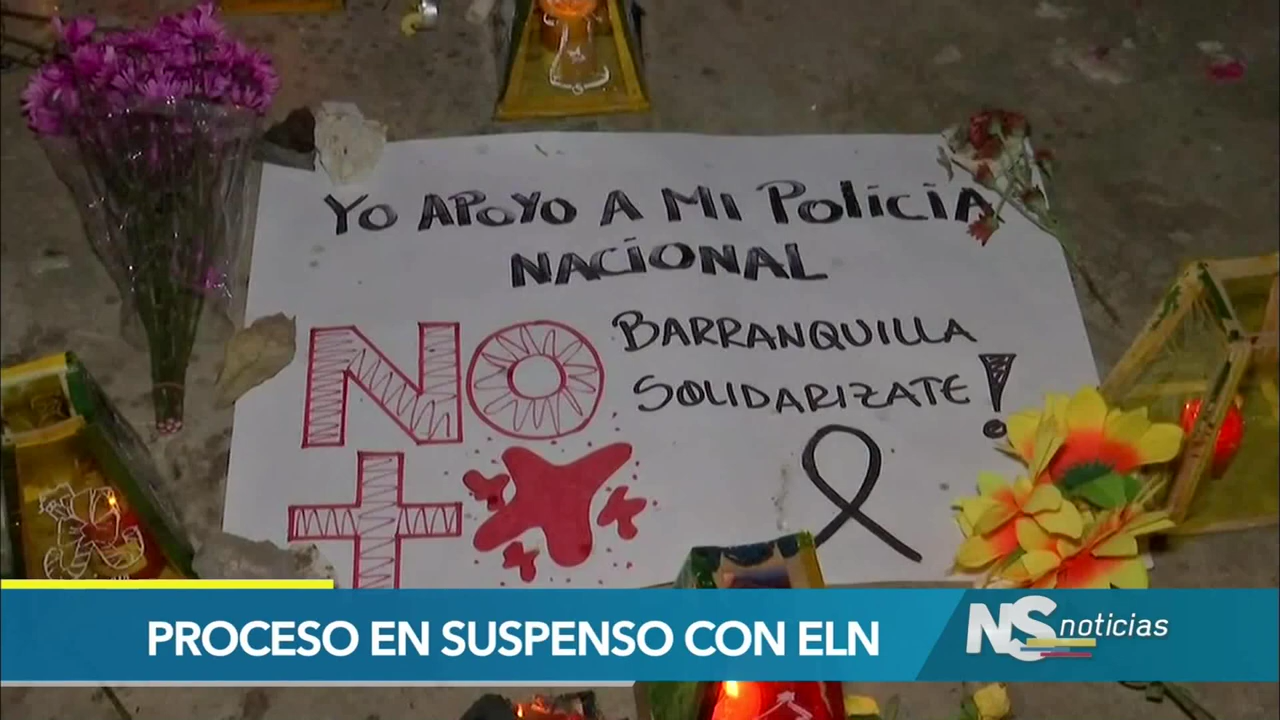 YO APOYO A MI POLICIA
NACIONAL
NO
BARRANQUILLA
SOLIDARIZATE!
+
PROCESO EN SUSPENSO CON ELN
NS noticias